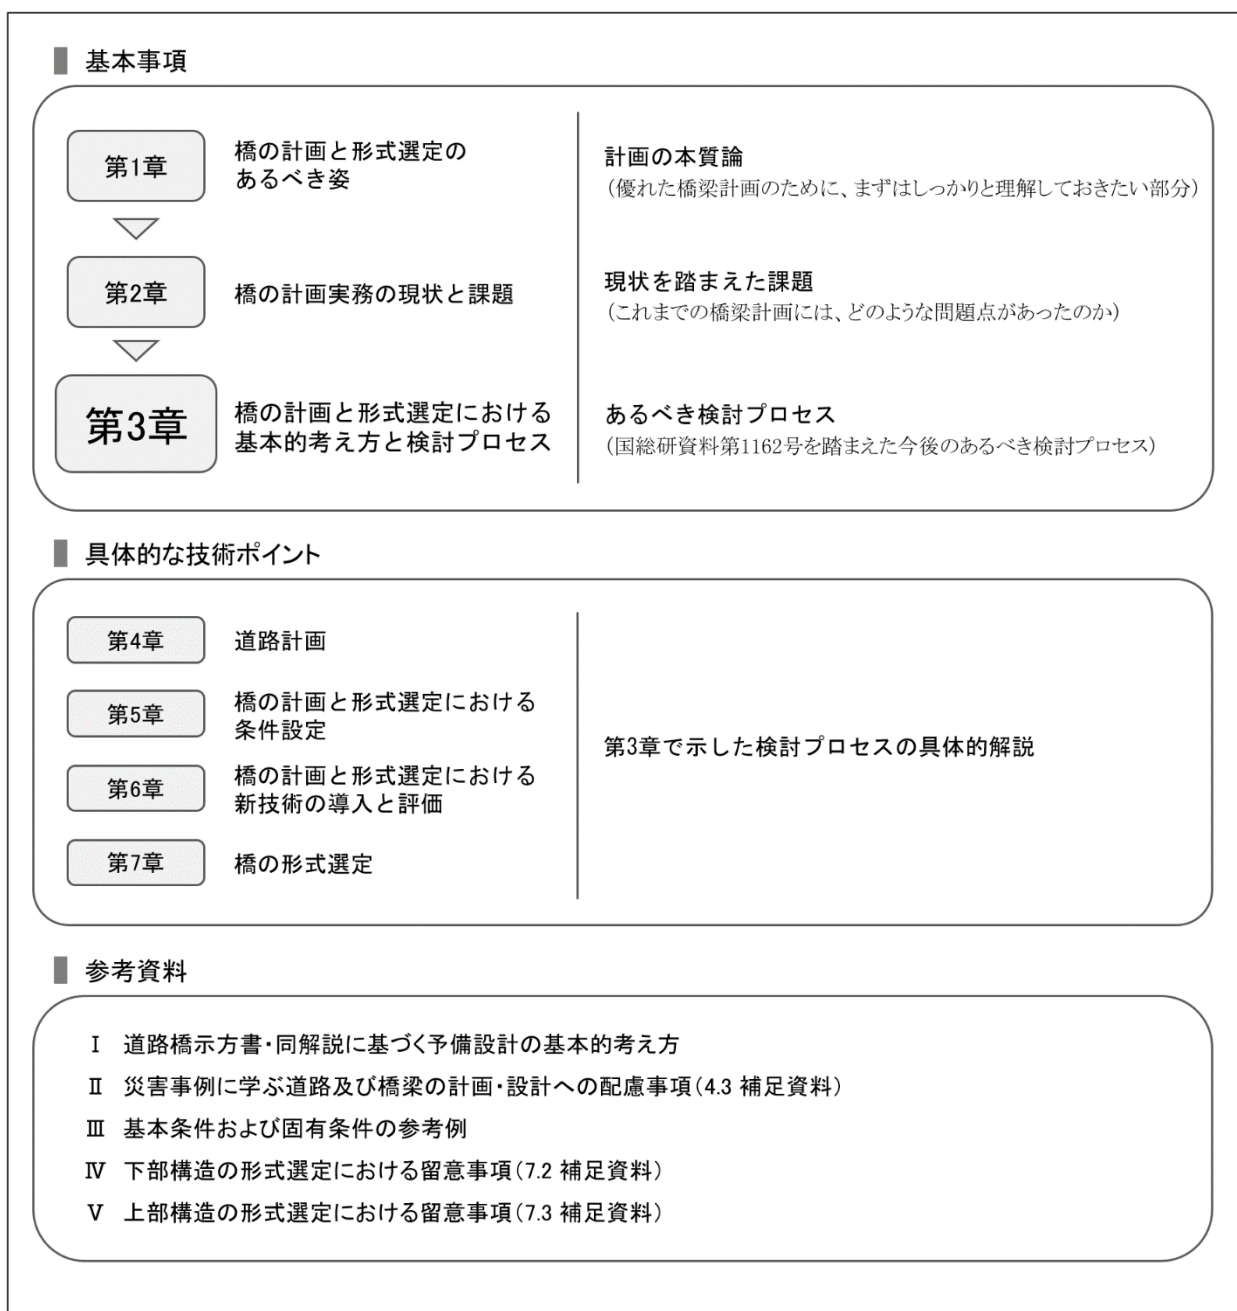 基本事項
第1章
橋の計画と形式選定の
あるべき姿
計画の本質論
（優れた橋梁計画のために、まずはしっかりと理解しておきたい部分）
第2章
橋の計画実務の現状と課題
現状を踏まえた課題
（これまでの橋梁計画には、どのような問題点があったのか）
第3章
橋の計画と形式選定における
基本的考え方と検討プロセス
あるべき検討プロセス
（国総研資料第1162号を踏まえた今後のあるべき検討プロセス）
具体的な技術ポイント
第4章
道路計画
第5章
橋の計画と形式選定における
条件設定
第6章
橋の計画と形式選定における
新技術の導入と評価
第7章
橋の形式選定
第3章で示した検討プロセスの具体的解説
参考資料
Ⅰ 道路橋示方書・同解説に基づく予備設計の基本的考え方
Ⅱ 災害事例に学ぶ道路及び橋梁の計画・設計への配慮事項（4.3 補足資料）
Ⅲ 基本条件および固有条件の参考例
Ⅳ 下部構造の形式選定における留意事項（7.2 補足資料）
Ⅴ 上部構造の形式選定における留意事項（7.3 補足資料）